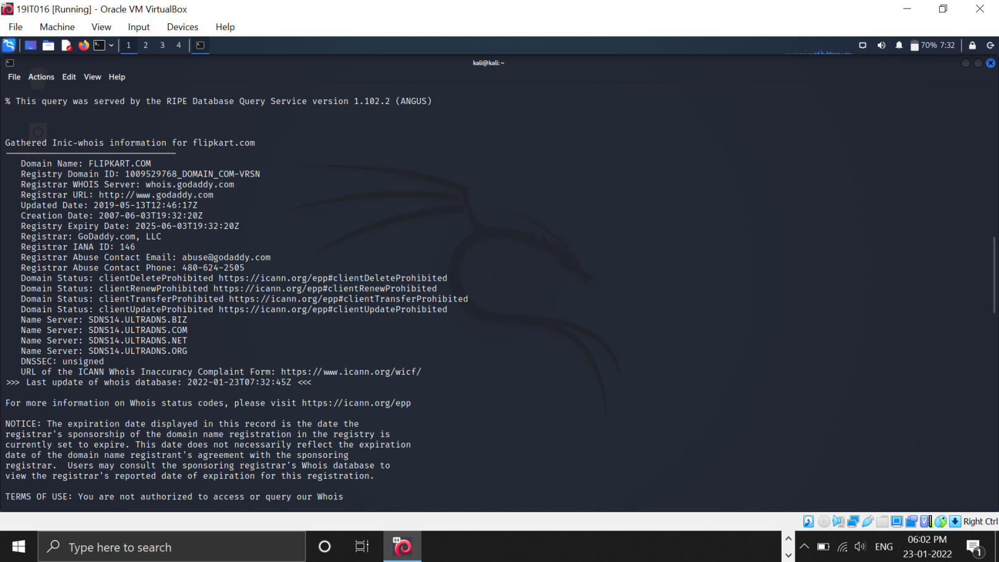 19IT016 [Running] - Oracle VM VirtualBox
File Machine View Input Devices Help
1 2 3 4 70% 7:32
kali@kali: ~
File Actions Edit View Help
% This query was served by the RIPE Database Query Service version 1.102.2 (ANGUS)
Gathered Inic-whois information for flipkart.com
Domain Name: FLIPKART.COM
Registry Domain ID: 1009529768_DOMAIN_COM-VRSN
Registrar WHOIS Server: whois.godaddy.com
Registrar URL: http://www.godaddy.com
Updated Date: 2019-05-13T12:46:17Z
Creation Date: 2007-06-03T19:32:20Z
Registry Expiry Date: 2025-06-03T19:32:20Z
Registrar: GoDaddy.com, LLC
Registrar IANA ID: 146
Registrar Abuse Contact Email: abuse@godaddy.com
Registrar Abuse Contact Phone: 480-624-2505
Domain Status: clientDeleteProhibited https://icann.org/epp#clientDeleteProhibited
Domain Status: clientRenewProhibited https://icann.org/epp#clientRenewProhibited
Domain Status: clientTransferProhibited https://icann.org/epp#clientTransferProhibited
Domain Status: clientUpdateProhibited https://icann.org/epp#clientUpdateProhibited
Name Server: SDNS14.ULTRADNS.BIZ
Name Server: SDNS14.ULTRADNS.COM
Name Server: SDNS14.ULTRADNS.NET
Name Server: SDNS14.ULTRADNS.ORG
DNSSEC: unsigned
URL of the ICANN Whois Inaccuracy Complaint Form: https://www.icann.org/wicf/
>>> Last update of whois database: 2022-01-23T07:32:45Z <<<
For more information on Whois status codes, please visit https://icann.org/epp
NOTICE: The expiration date displayed in this record is the date the
registrar's sponsorship of the domain name registration in the registry is
currently set to expire. This date does not necessarily reflect the expiration
date of the domain name registrant's agreement with the sponsoring
registrar.  Users may consult the sponsoring registrar's Whois database to
view the registrar's reported date of expiration for this registration.
TERMS OF USE: You are not authorized to access or query our Whois
Right Ctrl
Type here to search
64
ENG
06:02 PM
23-01-2022
1